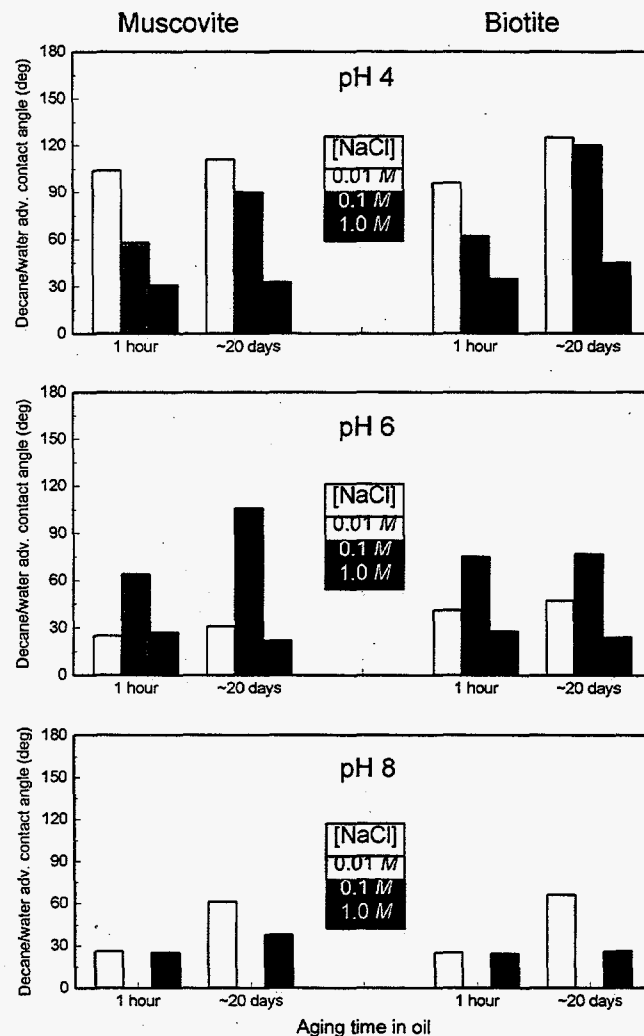 Muscovite Biotite
Decane/water adv. contact angle (deg)
180
150
120
90
60
30
0
pH 4
[NaCl]
0.01 M
0.1 M
1.0 M
1 hour ~20 days 1 hour ~20 days
Decane/water adv. contact angle (deg)
180
150
120
90
60
30
0
pH 6
[NaCl]
0.01 M
0.1 M
1.0 M
1 hour ~20 days 1 hour ~20 days
Decane/water adv. contact angle (deg)
180
150
120
90
60
30
0
pH 8
[NaCl]
0.01 M
0.1 M
1.0 M
1 hour ~20 days 1 hour ~20 days
Aging time in oil